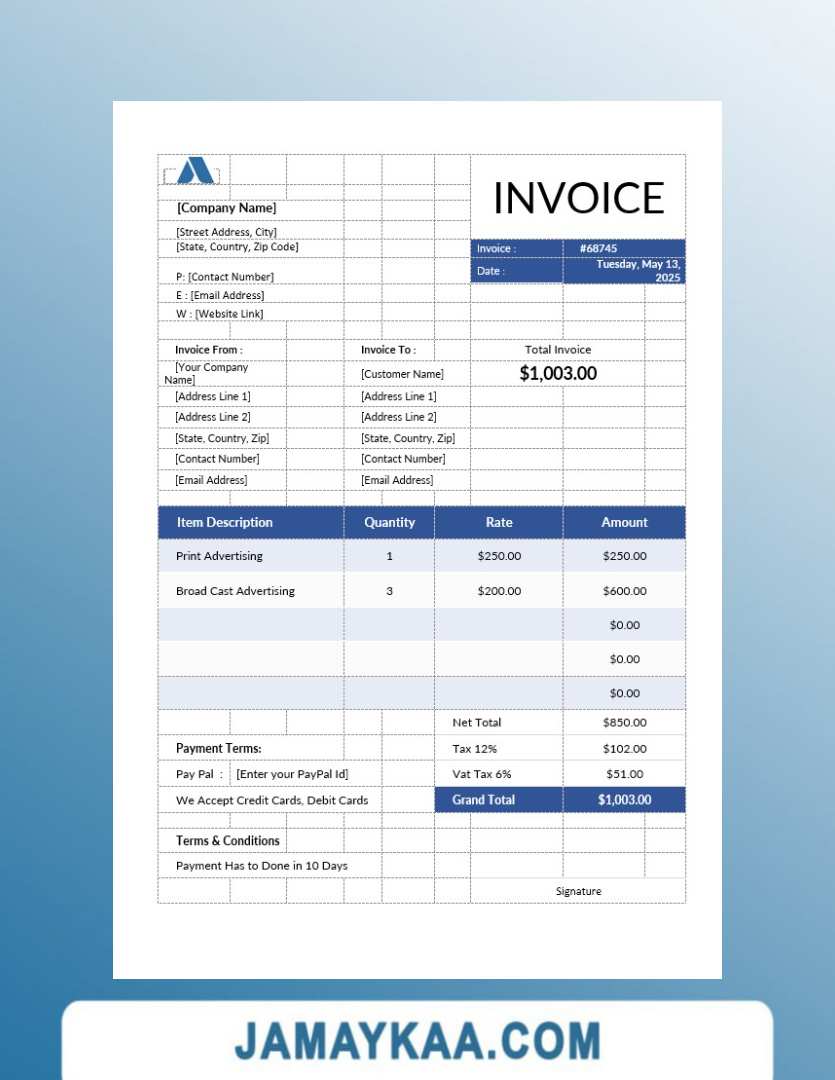 INVOICE
[Company Name]
[Street Address, City]
[State, Country, Zip Code]
Invoice : #68745
Date : Tuesday, May 13,
2025
P: [Contact Number]
E : [Email Address]
W : [Website Link]
Invoice From : Invoice To : Total Invoice
[Your Company
Name] [Customer Name] $1,003.00
[Address Line 1] [Address Line 1]
[Address Line 2] [Address Line 2]
[State, Country, Zip] [State, Country, Zip]
[Contact Number] [Contact Number]
[Email Address] [Email Address]
Item Description Quantity Rate Amount
Print Advertising 1 $250.00 $250.00
Broad Cast Advertising 3 $200.00 $600.00
$0.00
$0.00
$0.00
Net Total $850.00
Payment Terms: Tax 12% $102.00
Pay Pal : [Enter your PayPal Id] Vat Tax 6% $51.00
We Accept Credit Cards, Debit Cards Grand Total $1,003.00
Terms & Conditions
Payment Has to Done in 10 Days
Signature
JAMAYKAA.COM